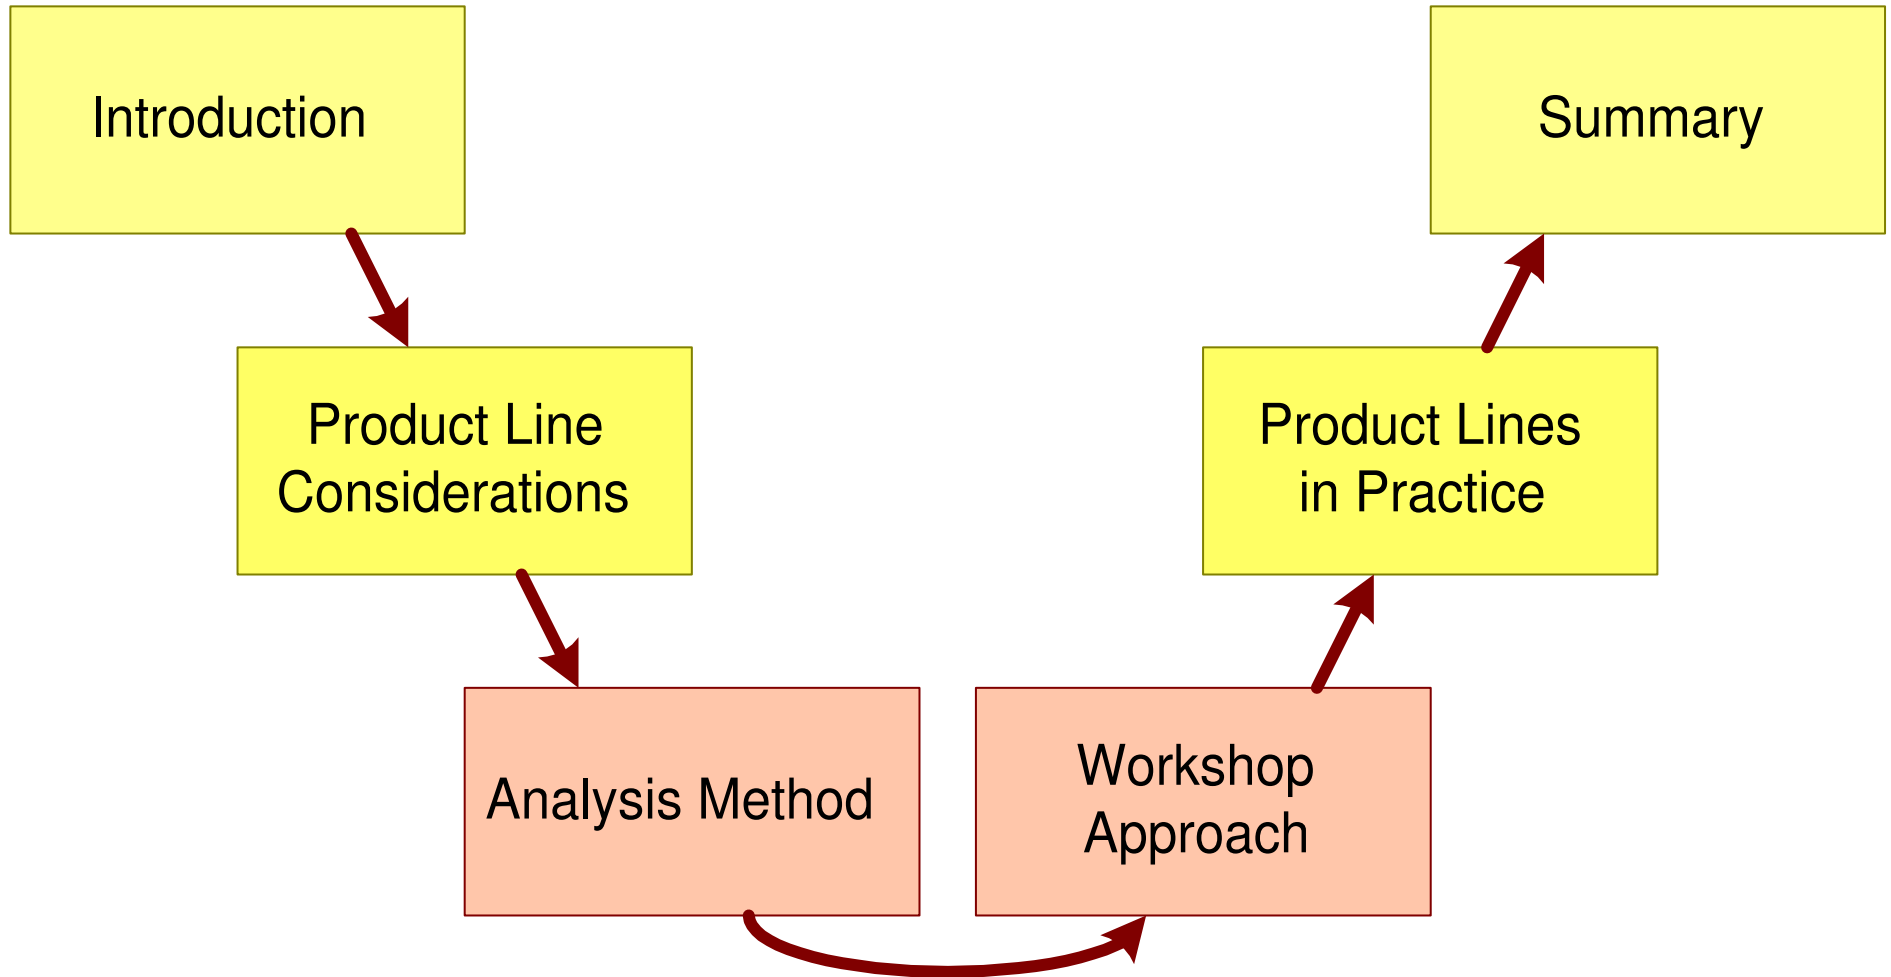 Introduction
Product Line
Considerations
Analysis Method
Workshop
Approach
Product Lines
in Practice
Summary